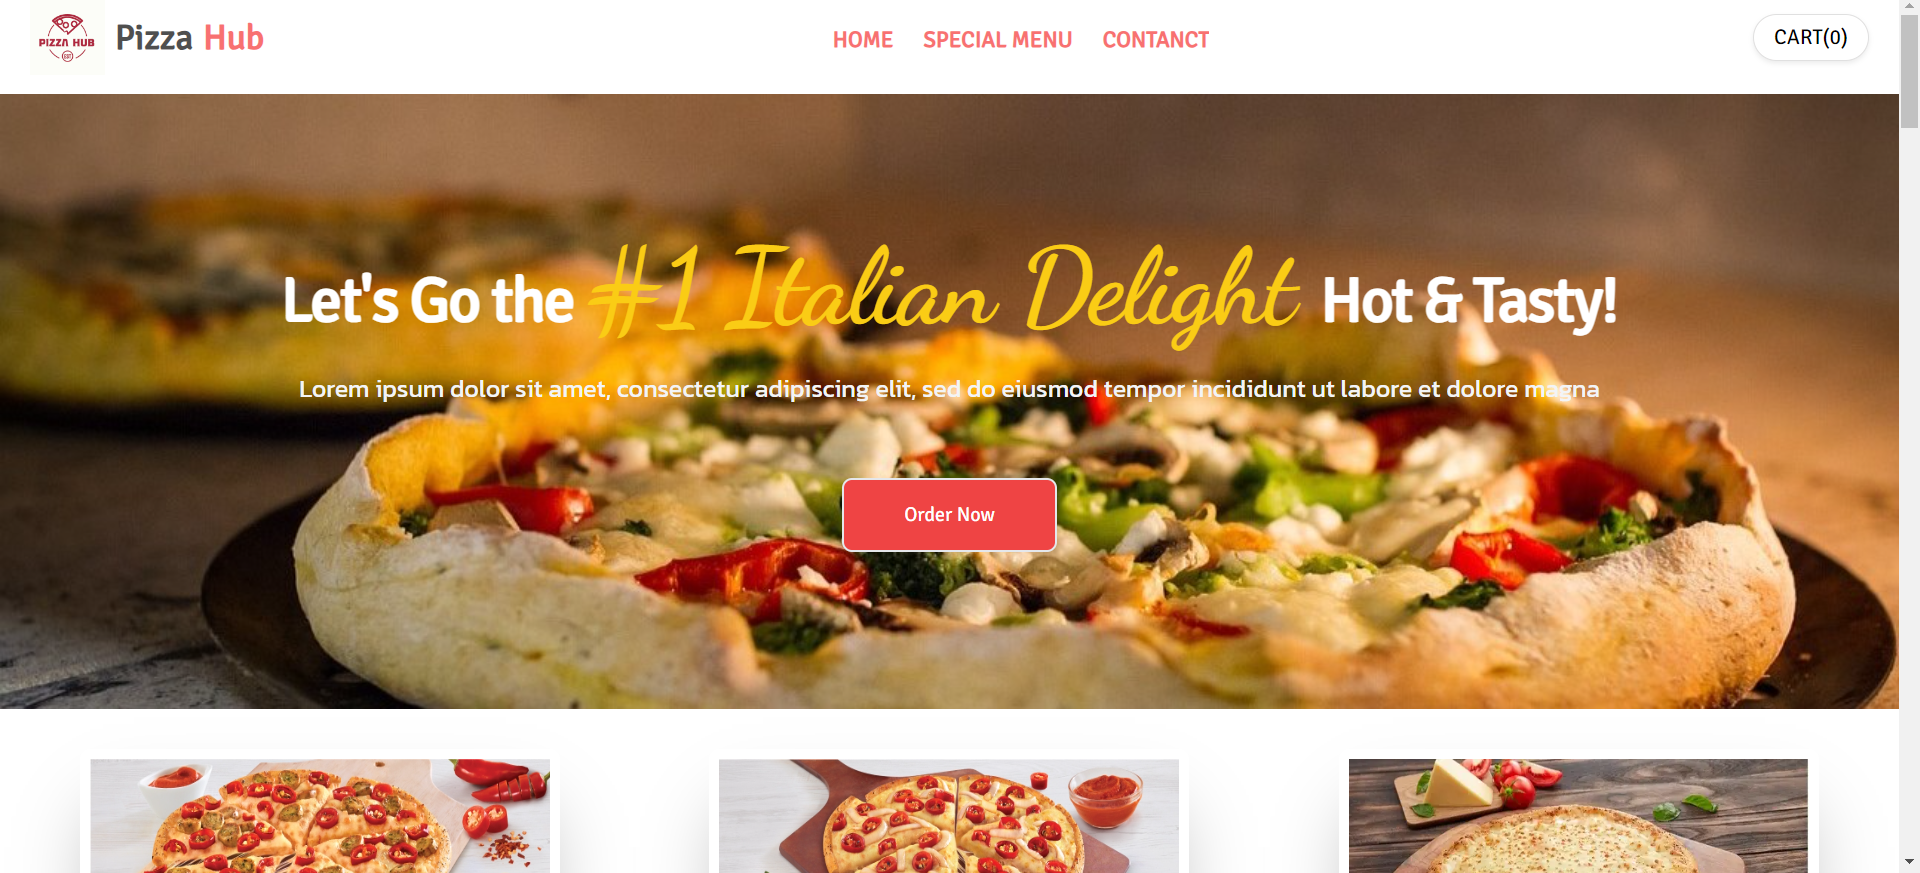 PIZZA HUB
Pizza Hub
HOME SPECIAL MENU CONTANCT
CART(0)
Let's Go the #1 Italian Delight Hot & Tasty!
Lorem ipsum dolor sit amet, consectetur adipiscing elit, sed do eiusmod tempor incididunt ut labore et dolore magna
Order Now